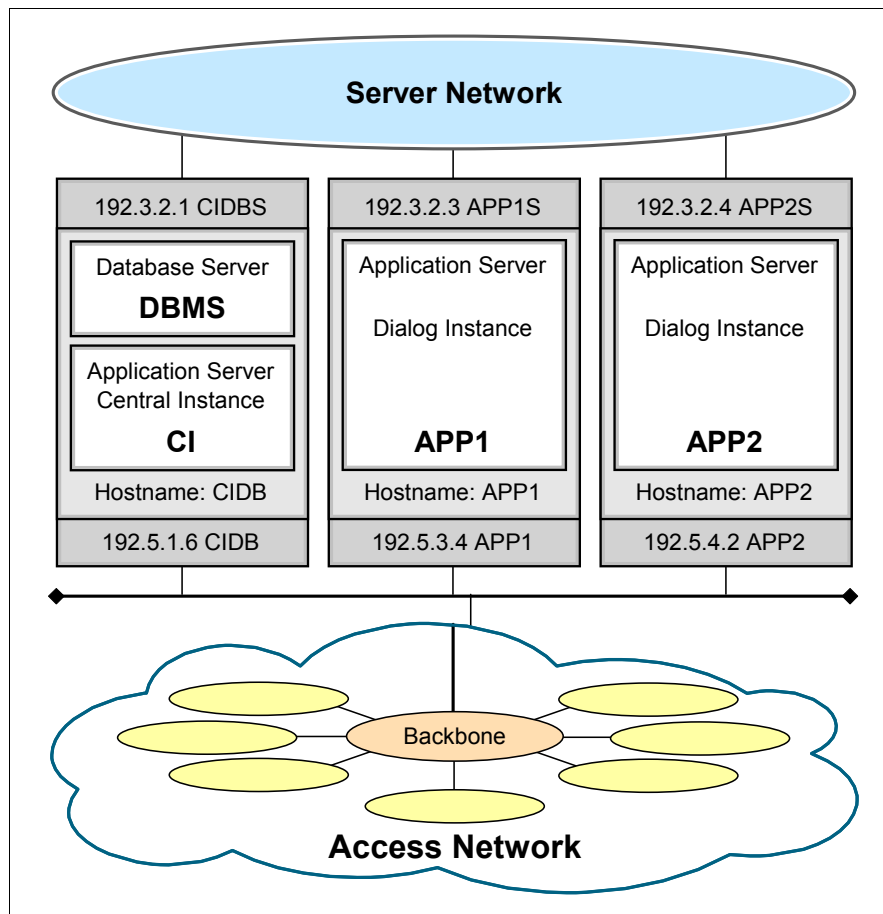 Server Network
192.3.2.1 CIDBS
192.3.2.3 APP1S
192.3.2.4 APP2S
Database Server
DBMS
Application Server
Central Instance
CI
Hostname: CIDB
Application Server
Dialog Instance
APP1
Hostname: APP1
Application Server
Dialog Instance
APP2
Hostname: APP2
192.5.1.6 CIDB
192.5.3.4 APP1
192.5.4.2 APP2
Backbone
Access Network